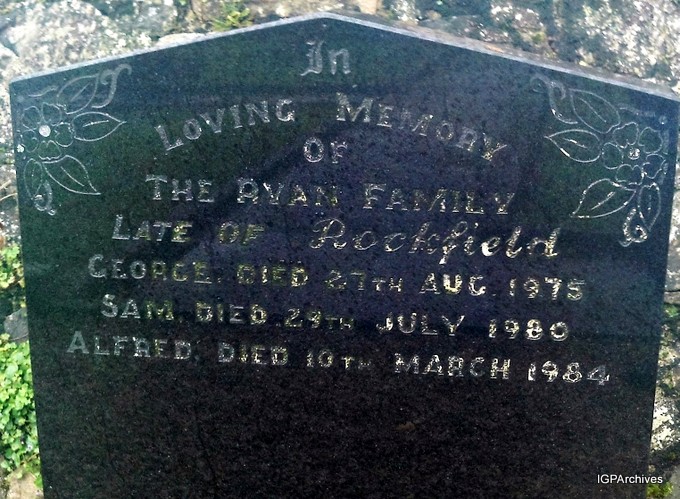 In
LOVING MEMORY
OF
THE RYAN FAMILY
LATE OF Rockfield
GEORGE, DIED 27TH AUG. 1975
SAM, DIED 29TH JULY 1980
ALFRED, DIED 10TH MARCH 1984
IGPArchives